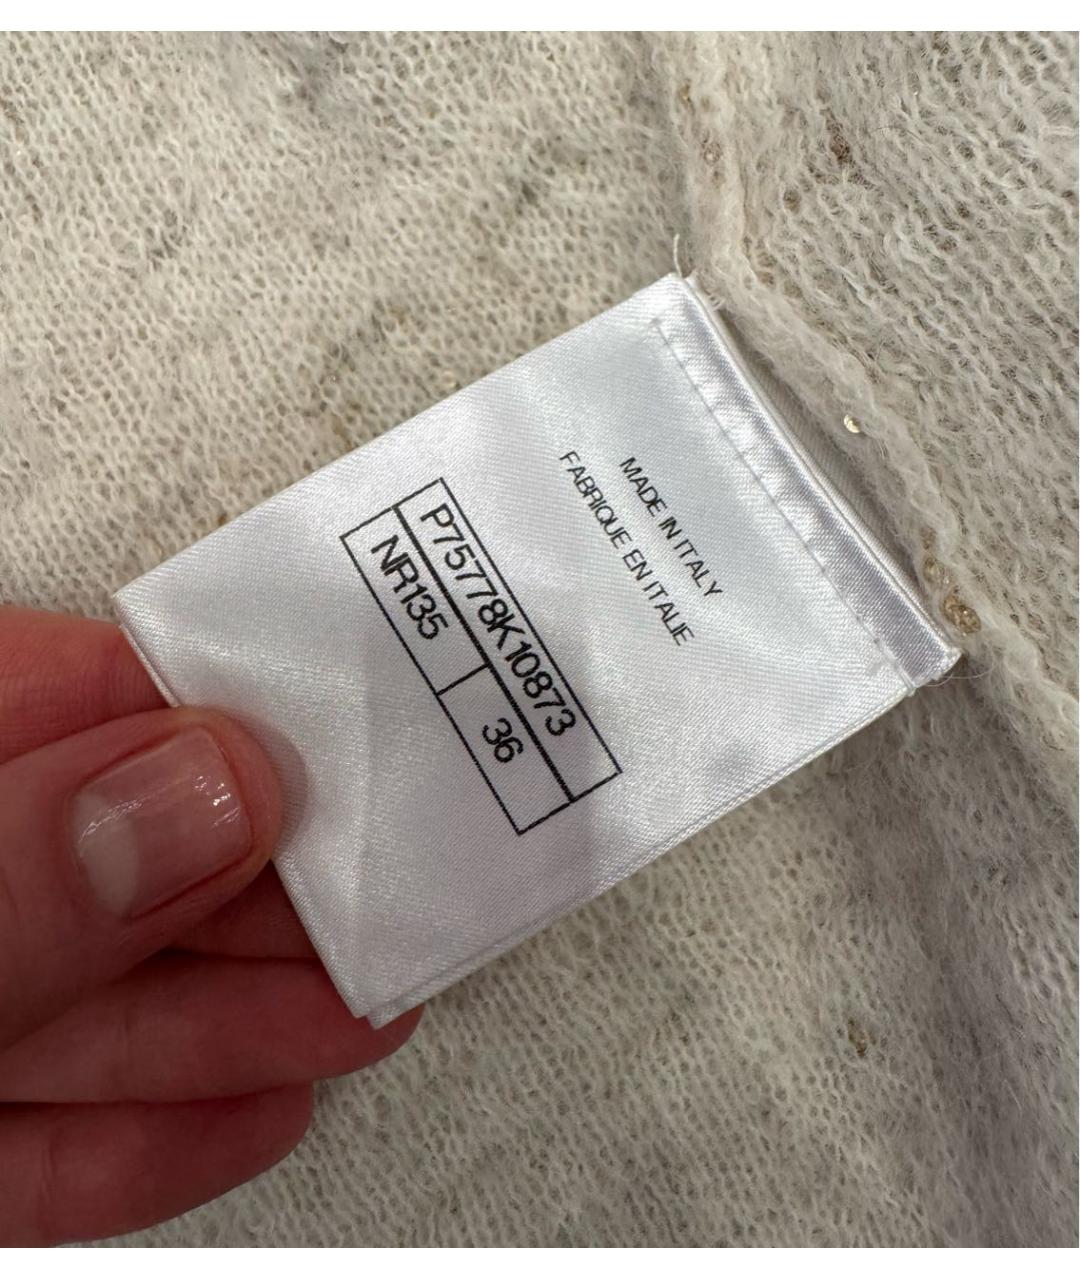 MADE IN ITALY
FABRIQUE EN ITALIE
P75778K10873
NR135 36